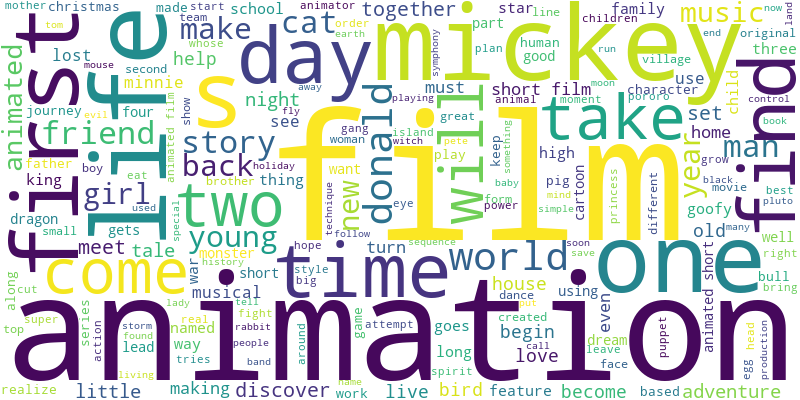 mother christmas made start school animator
together star line family children
music now
team order earth whose
make cat part
mickey
land
tom lost mouse second help
day
human good plan run village end original three
symphony
first life s
animated journey four minnie
animated film
night show see fly away playing
must short film animal moment moon pororo
character use set child control book
friend
father evil boy king
story back
holiday gang woman witch
donald want new
island great play pete
keep something
take
high home man find
year grow black. movie best pluto
eat used brother thing
girl
two
technique
film
will
eye baby power form mind simple
pig cartoon princess different
goofy many
dragon small gets special
young
meet tale monster history
war hope style big follow turn
time
sequence
world
soon save
old well right
bull bring
come
along cut
musical short
lady tell fight rabbit people
real
dance house using
one
even
animated short
top super series action storm found lead named way tries
around band game
attempt goes long spirit
created begin call put love
dream leave face
puppet
egg head production
animation
living
realize little making discover name work live bird feature become based adventure